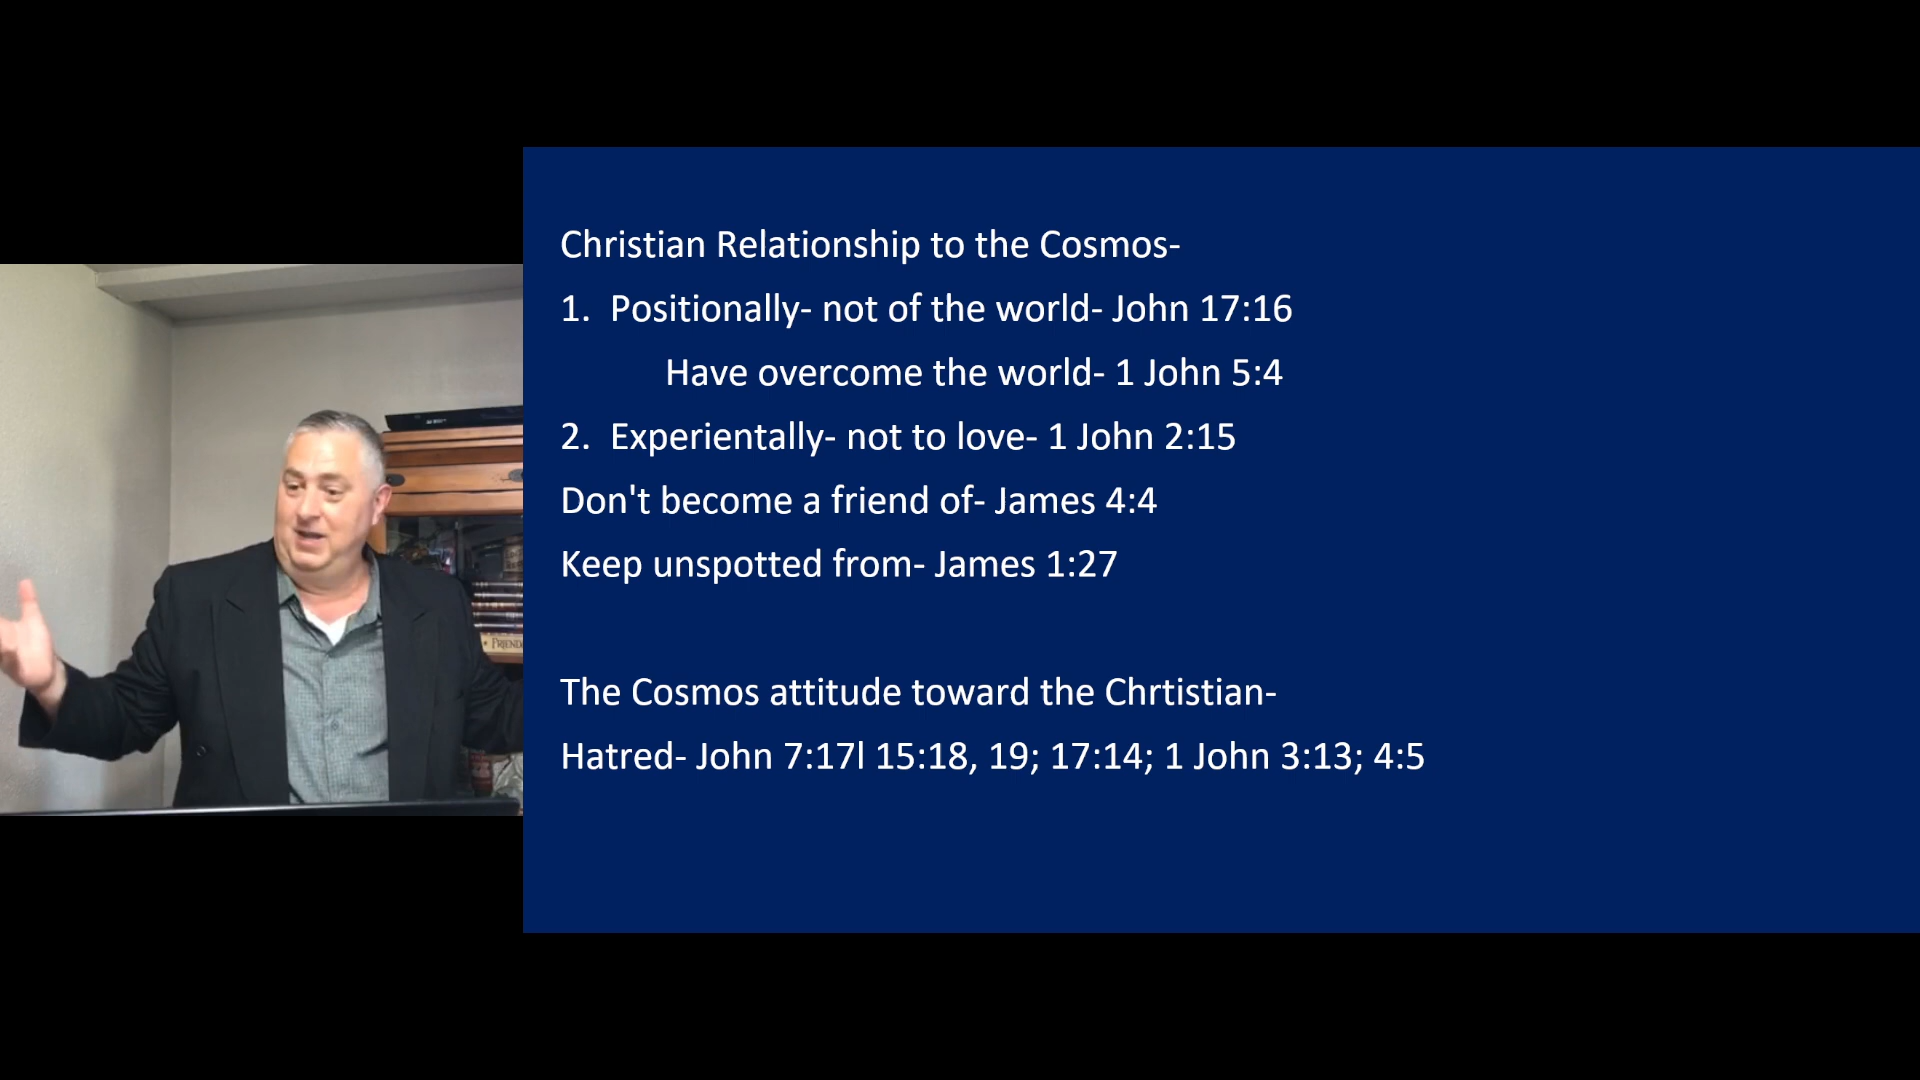 Christian Relationship to the Cosmos-
1. Positionally- not of the world- John 17:16
Have overcome the world- 1 John 5:4
2. Experientally- not to love- 1 John 2:15
Don't become a friend of- James 4:4
Keep unspotted from- James 1:27
The Cosmos attitude toward the Chrtistian-
Hatred- John 7:17l 15:18, 19; 17:14; 1 John 3:13; 4:5